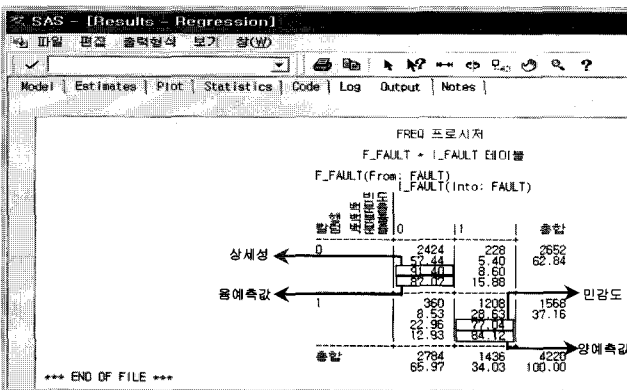 SAS - [Results - Regression]
파일 편집 출력형식 보기 창(W)
Model Estimates Plot Statistics Code Log Output Notes
FREQ 프로시저
F_FAULT * I_FAULT 테이블
F_FAULT(From: FAULT)
I_FAULT(Into: FAULT)
0 1 총합
0 2424 228 2652
57.44 5.40 62.84
91.40 8.60
87.07 15.88
상세성
음예측값
1 360 1208 1568
8.53 28.63 37.16
22.96 77.04
12.93 84.12
민감도
양예측값
총합 2784 1436 4220
65.97 34.03 100.00
*** END OF FILE ***